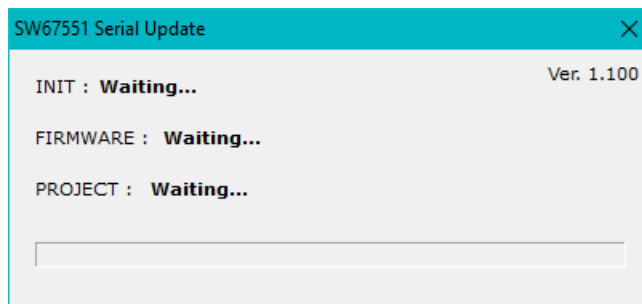 SW67551 Serial Update
Ver. 1.100
INIT : Waiting...
FIRMWARE : Waiting...
PROJECT : Waiting...